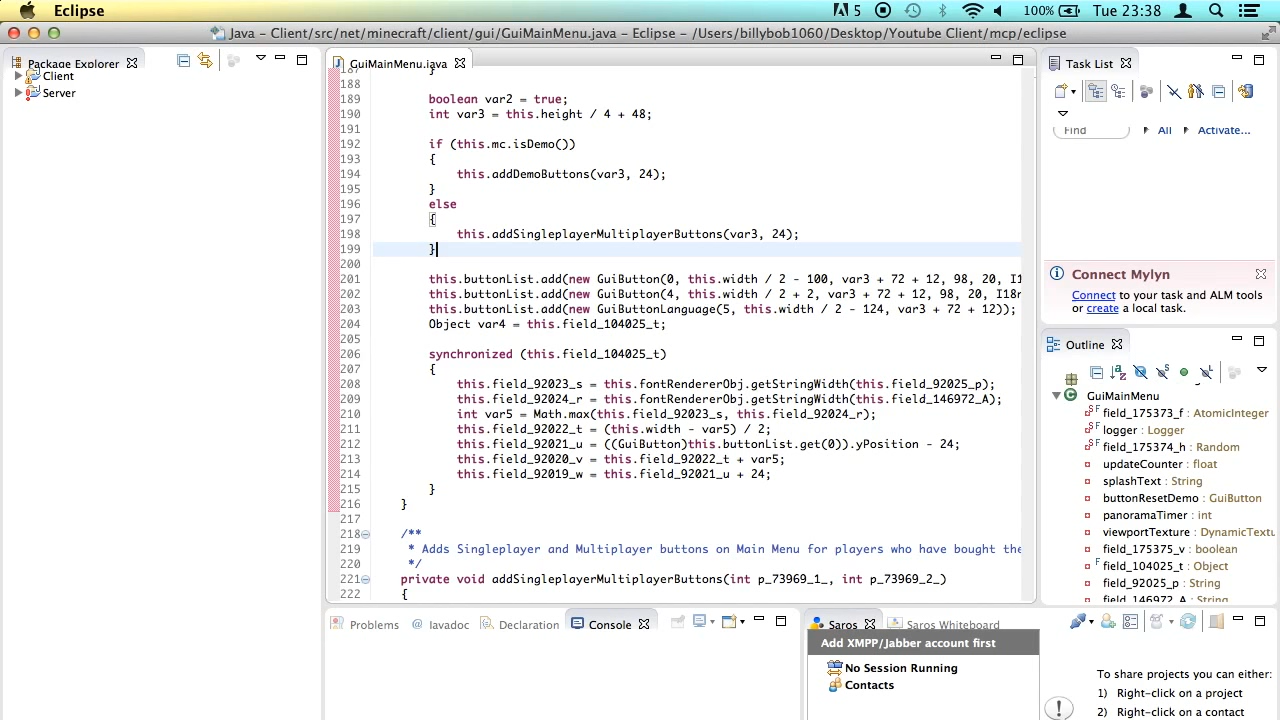 Eclipse
5
100%
Tue 23:38
Java - Client/src/net/minecraft/client/gui/GuiMainMenu.java - Eclipse - /Users/billybob1060/Desktop/Youtube Client/mcp/eclipse
Package Explorer
Client
Server
GuiMainMenu.java
187 }
188
189 boolean var2 = true;
190 int var3 = this.height / 4 + 48;
191
192 if (this.mc.isDemo())
193 {
194 this.addDemoButtons(var3, 24);
195 }
196 else
197 {
198 this.addSingleplayerMultiplayerButtons(var3, 24);
199 }
200
201 this.buttonList.add(new GuiButton(0, this.width / 2 - 100, var3 + 72 + 12, 98, 20, I1
202 this.buttonList.add(new GuiButton(4, this.width / 2 + 2, var3 + 72 + 12, 98, 20, I18n
203 this.buttonList.add(new GuiButtonLanguage(5, this.width / 2 - 124, var3 + 72 + 12));
204 Object var4 = this.field_104025_t;
205
206 synchronized (this.field_104025_t)
207 {
208 this.field_92023_s = this.fontRendererObj.getStringWidth(this.field_92025_p);
209 this.field_92024_r = this.fontRendererObj.getStringWidth(this.field_146972_A);
210 int var5 = Math.max(this.field_92023_s, this.field_92024_r);
211 this.field_92022_t = (this.width - var5) / 2;
212 this.field_92021_u = ((GuiButton)this.buttonList.get(0)).yPosition - 24;
213 this.field_92020_v = this.field_92022_t + var5;
214 this.field_92019_w = this.field_92021_u + 24;
215 }
216 }
217
218 /**
219 * Adds Singleplayer and Multiplayer buttons on Main Menu for players who have bought the
220 */
221 private void addSingleplayerMultiplayerButtons(int p_73969_1_, int p_73969_2_)
222 {
Task List
Find
All
Activate...
Connect Mylyn
Connect to your task and ALM tools
or create a local task.
Outline
GuiMainMenu
field_175373_f : AtomicInteger
logger : Logger
field_175374_h : Random
updateCounter : float
splashText : String
buttonResetDemo : GuiButton
panoramaTimer : int
viewportTexture : DynamicTextu
field_175375_v : boolean
field_104025_t : Object
field_92025_p : String
field_146972_A : String
Problems
@ Javadoc
Declaration
Console
Saros
Saros Whiteboard
Add XMPP/Jabber account first
No Session Running
Contacts
To share projects you can either:
1) Right-click on a project
2) Right-click on a contact